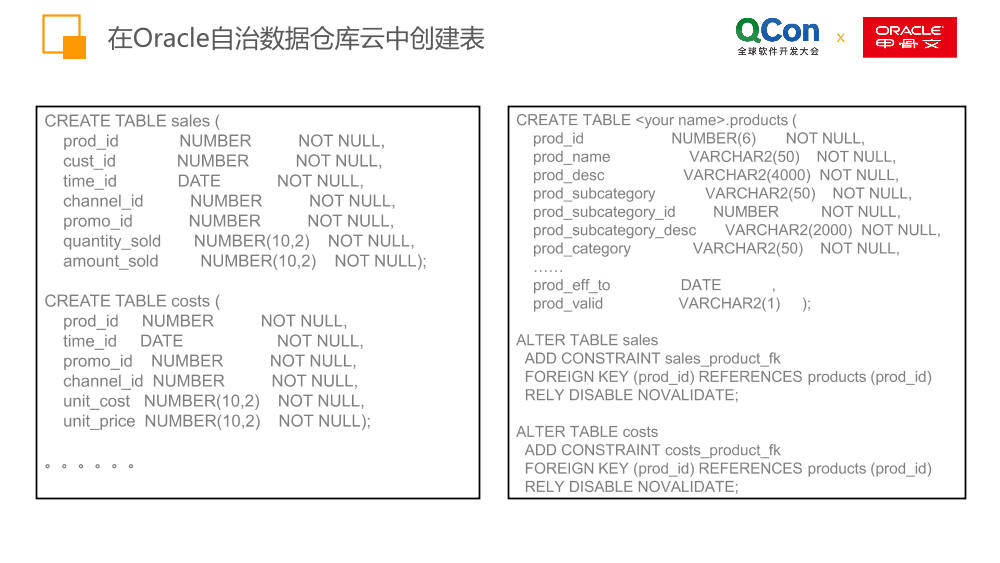 在Oracle自治数据仓库云中创建表
QCon
全球软件开发大会
x
ORACLE
甲骨文
CREATE TABLE sales (
prod_id NUMBER NOT NULL,
cust_id NUMBER NOT NULL,
time_id DATE NOT NULL,
channel_id NUMBER NOT NULL,
promo_id NUMBER NOT NULL,
quantity_sold NUMBER(10,2) NOT NULL,
amount_sold NUMBER(10,2) NOT NULL);
CREATE TABLE costs (
prod_id NUMBER NOT NULL,
time_id DATE NOT NULL,
promo_id NUMBER NOT NULL,
channel_id NUMBER NOT NULL,
unit_cost NUMBER(10,2) NOT NULL,
unit_price NUMBER(10,2) NOT NULL);
。。。。。。
CREATE TABLE <your name>.products (
prod_id NUMBER(6) NOT NULL,
prod_name VARCHAR2(50) NOT NULL,
prod_desc VARCHAR2(4000) NOT NULL,
prod_subcategory VARCHAR2(50) NOT NULL,
prod_subcategory_id NUMBER NOT NULL,
prod_subcategory_desc VARCHAR2(2000) NOT NULL,
prod_category VARCHAR2(50) NOT NULL,
……
prod_eff_to DATE ,
prod_valid VARCHAR2(1) );
ALTER TABLE sales
ADD CONSTRAINT sales_product_fk
FOREIGN KEY (prod_id) REFERENCES products (prod_id)
RELY DISABLE NOVALIDATE;
ALTER TABLE costs
ADD CONSTRAINT costs_product_fk
FOREIGN KEY (prod_id) REFERENCES products (prod_id)
RELY DISABLE NOVALIDATE;